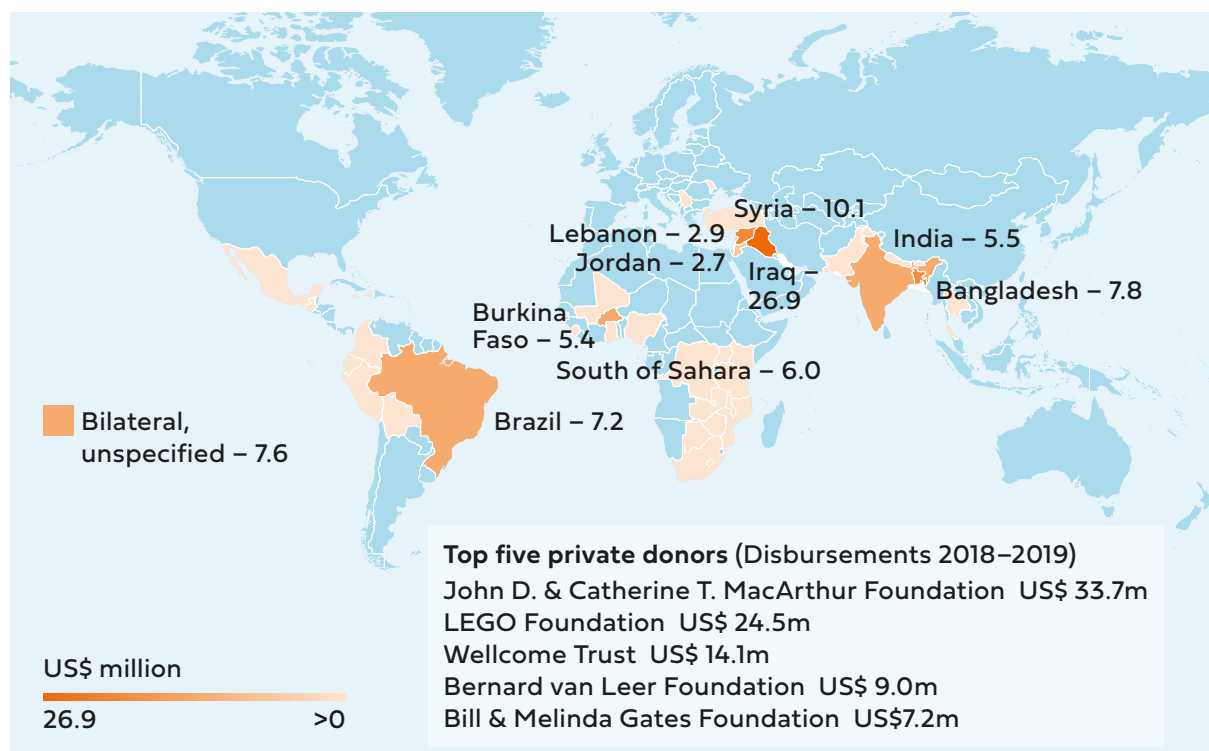 Syria – 10.1
Lebanon – 2.9
Jordan – 2.7
Iraq –
26.9
India – 5.5
Bangladesh – 7.8
Burkina
Faso – 5.4
South of Sahara – 6.0
Brazil – 7.2
Bilateral,
unspecified – 7.6
Top five private donors (Disbursements 2018–2019)
John D. & Catherine T. MacArthur Foundation US$ 33.7m
LEGO Foundation US$ 24.5m
Wellcome Trust US$ 14.1m
Bernard van Leer Foundation US$ 9.0m
Bill & Melinda Gates Foundation US$7.2m
US$ million
26.9 >0